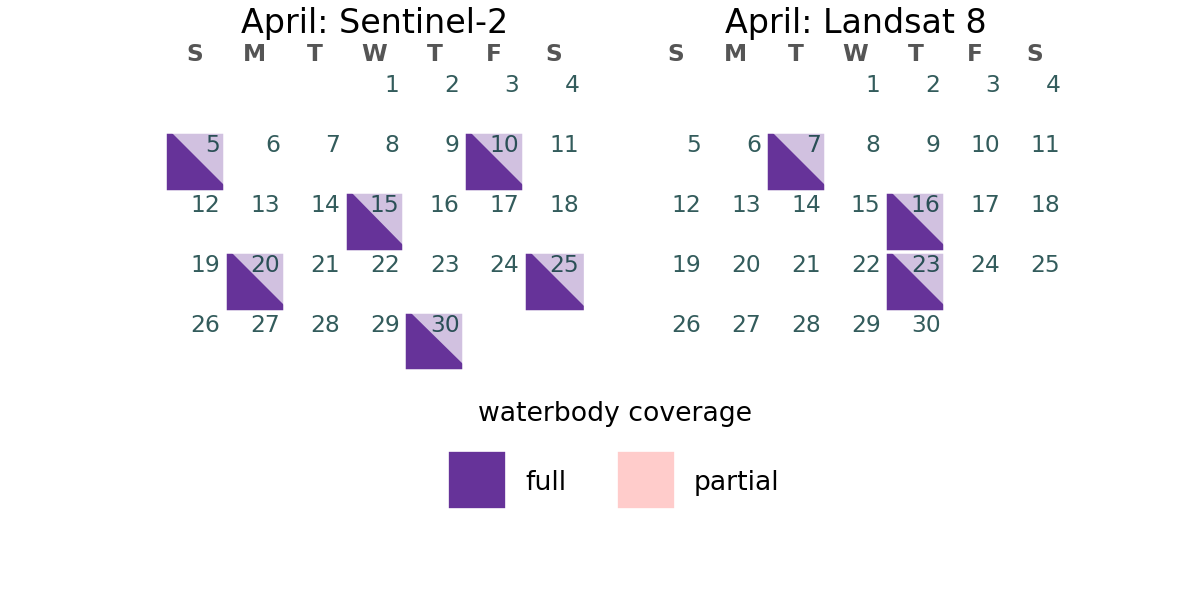 April: Sentinel-2
S M T W T F S
1 2 3 4
5 6 7 8 9 10 11
12 13 14 15 16 17 18
19 20 21 22 23 24 25
26 27 28 29 30
April: Landsat 8
S M T W T F S
1 2 3 4
5 6 7 8 9 10 11
12 13 14 15 16 17 18
19 20 21 22 23 24 25
26 27 28 29 30
waterbody coverage
full
partial